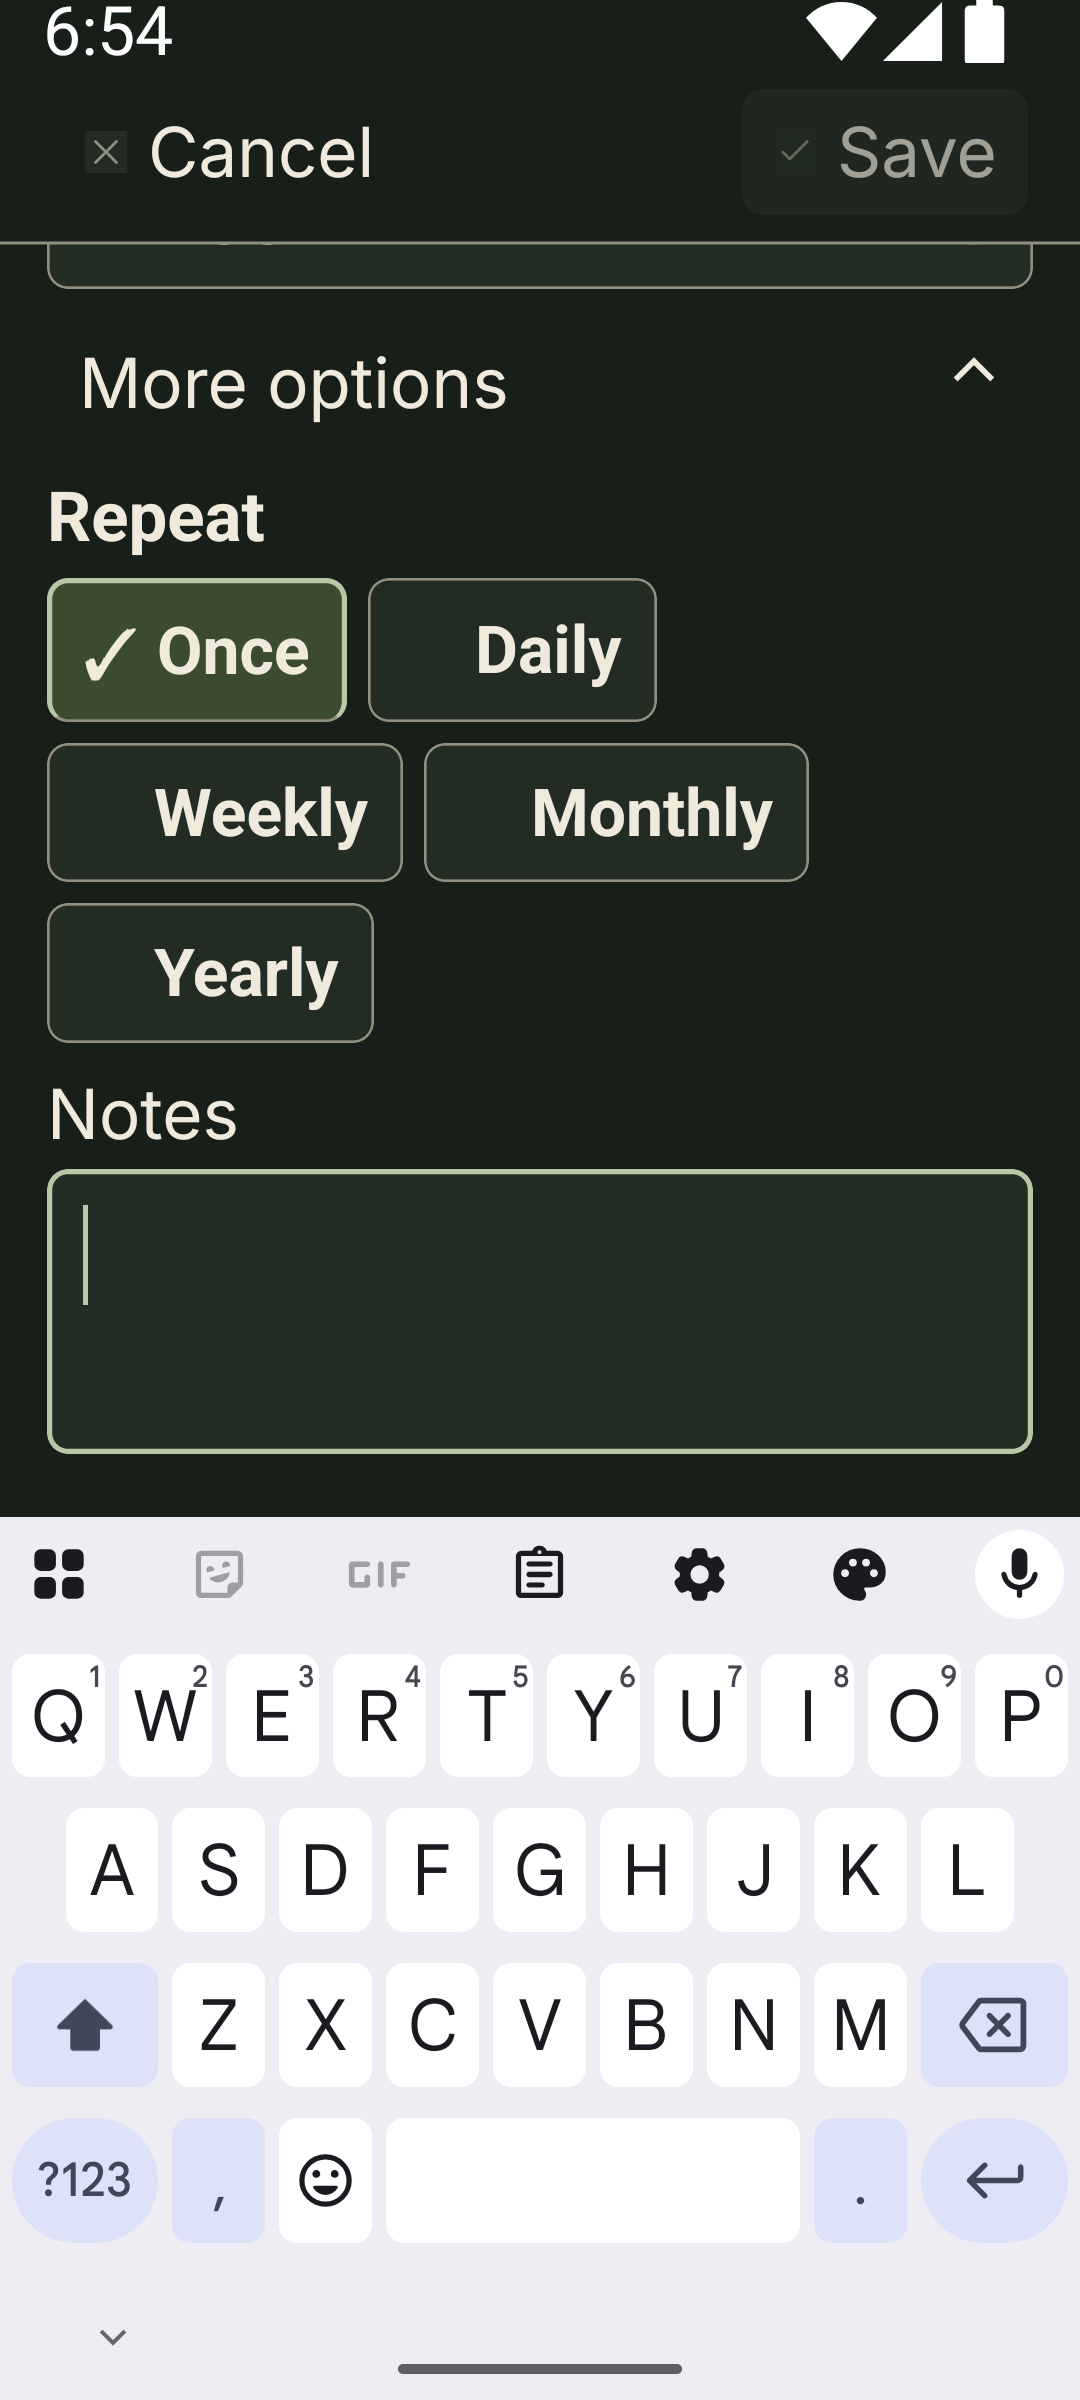 6:54
Cancel
Save
More options
Repeat
✓ Once
Daily
Weekly
Monthly
Yearly
Notes
GIF
Q1 W2 E3 R4 T5 Y6 U7 I8 O9 P0
A S D F G H J K L
Z X C V B N M
?123 , .